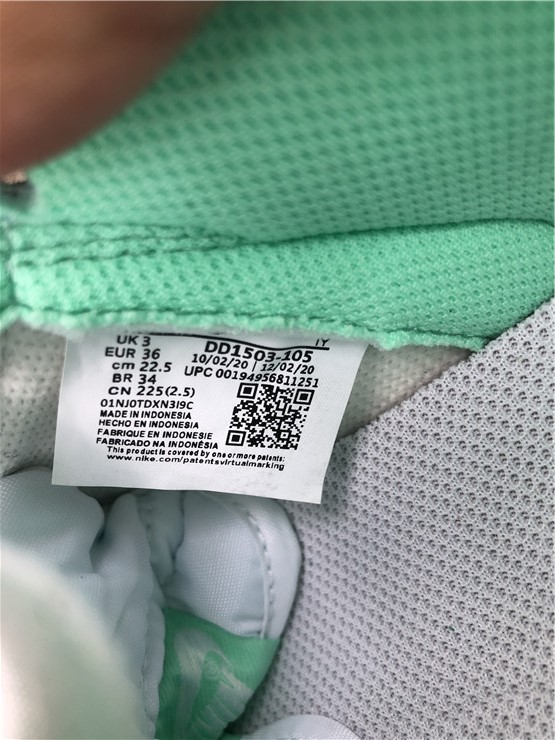 UK 3
EUR 36
cm 22.5
BR 34
CN 225(2.5)
IY
DD1503-105
10/02/20 | 12/02/20
UPC 00194956811251
01NJ0TDXN3I9C
MADE IN INDONESIA
HECHO EN INDONESIA
FABRIQUE EN INDONESIE
FABRICADO NA INDONÉSIA
This product is covered by one or more patents:
www.nike.com/patentsvirtualmarking